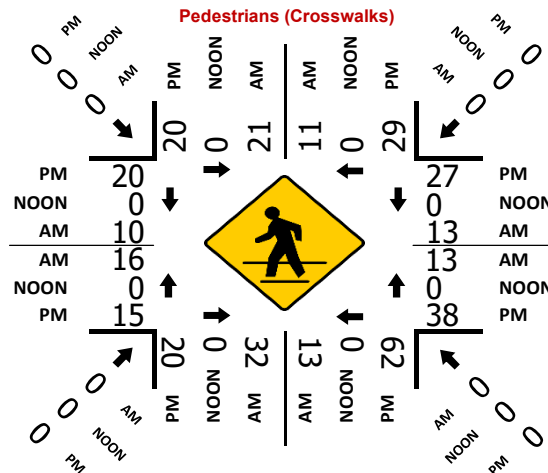 Pedestrians (Crosswalks)
0 PM
0 NOON
0 AM
PM NOON AM AM NOON PM
20 0 21 11 0 29
PM 0
NOON 0
AM 0
PM 20 27 PM
NOON 0 0 NOON
AM 10 13 AM
AM 16 13 AM
NOON 0 0 NOON
PM 15 38 PM
20 0 32 13 0 62
PM NOON AM AM NOON PM
0 AM
0 NOON
0 PM
AM 0
NOON 0
PM 0